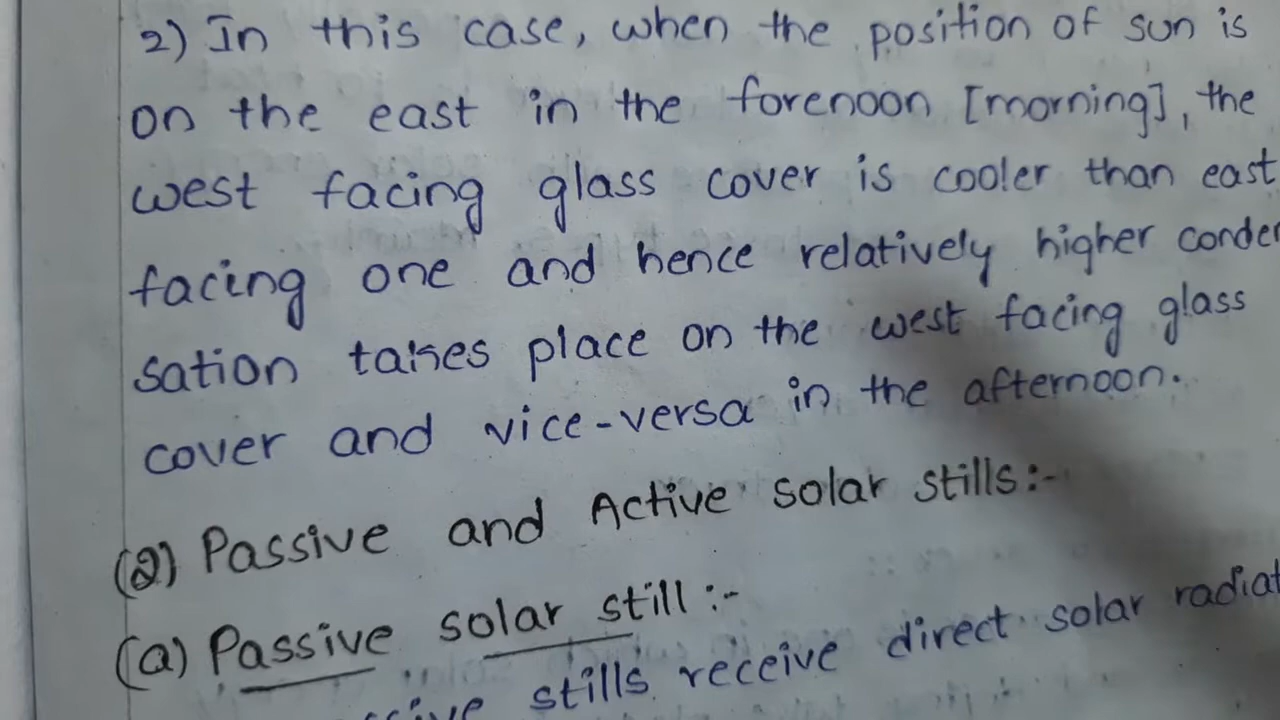 2) In this case, when the position of sun is
on the east in the forenoon [morning], the
west facing glass cover is cooler than east
facing one and hence relatively higher conden
sation takes place on the west facing glass
cover and vice-versa in the afternoon.
(2) Passive and Active solar stills:-
(a) Passive solar still :-
stills receive direct solar radiat